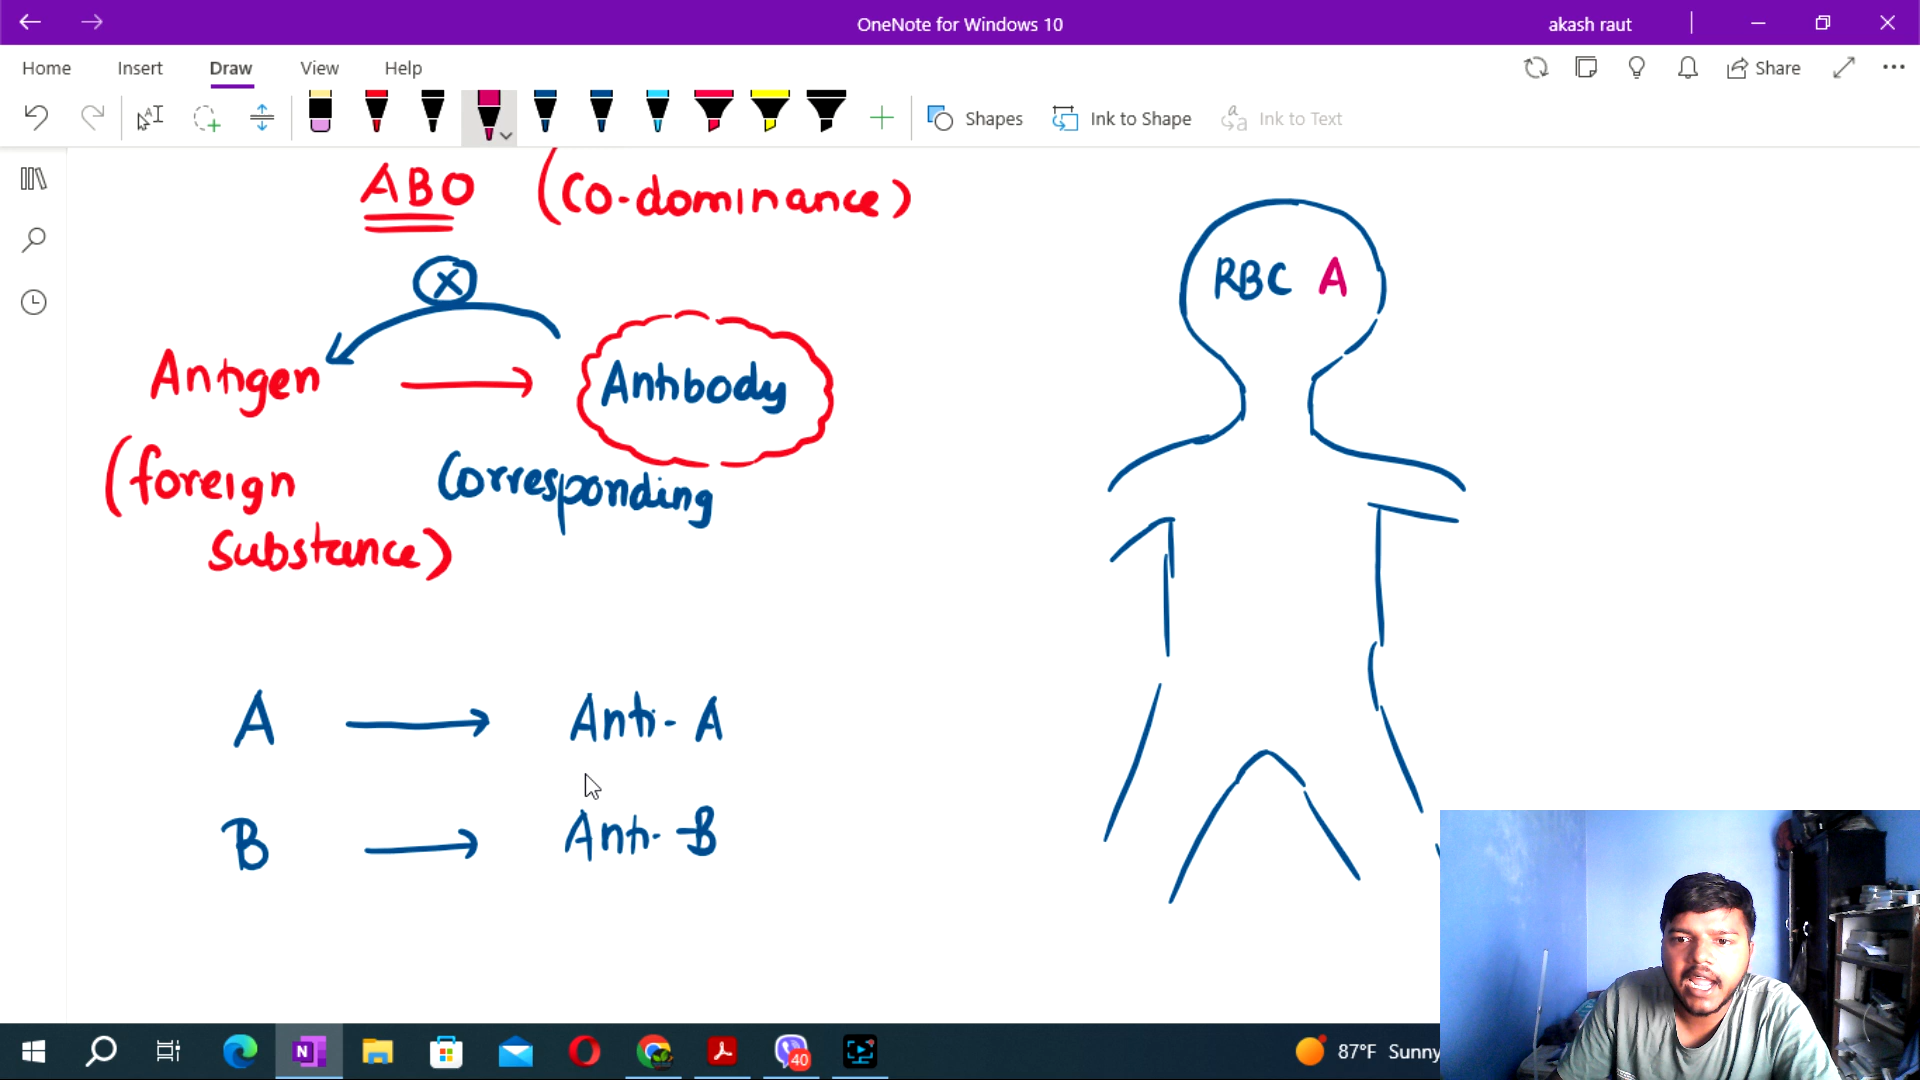 OneNote for Windows 10
akash raut
Home Insert Draw View Help
Share
Shapes
Ink to Shape
Ink to Text
ABO (Co-dominance)
X
Antigen → Antibody
(foreign substance)
Corresponding
A → Anti-A
B → Anti-B
RBC A
N
40
87°F Sunny